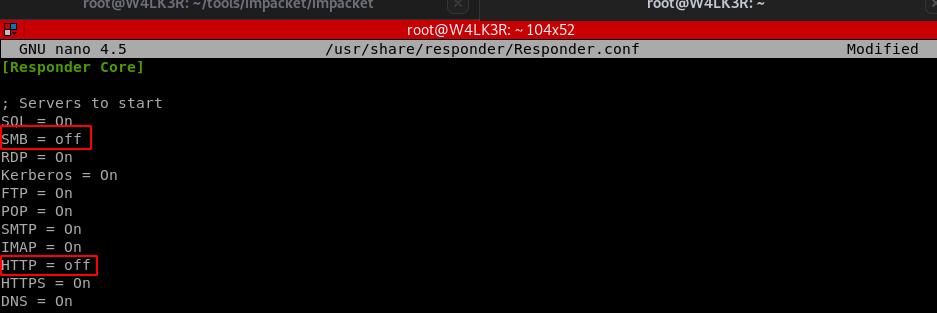 root@W4LK3R: ~/tools/impacket/impacket
root@W4LK3R: ~
root@W4LK3R: ~ 104x52
GNU nano 4.5 /usr/share/responder/Responder.conf Modified
[Responder Core]
; Servers to start
SQL = On
SMB = off
RDP = On
Kerberos = On
FTP = On
POP = On
SMTP = On
IMAP = On
HTTP = off
HTTPS = On
DNS = On